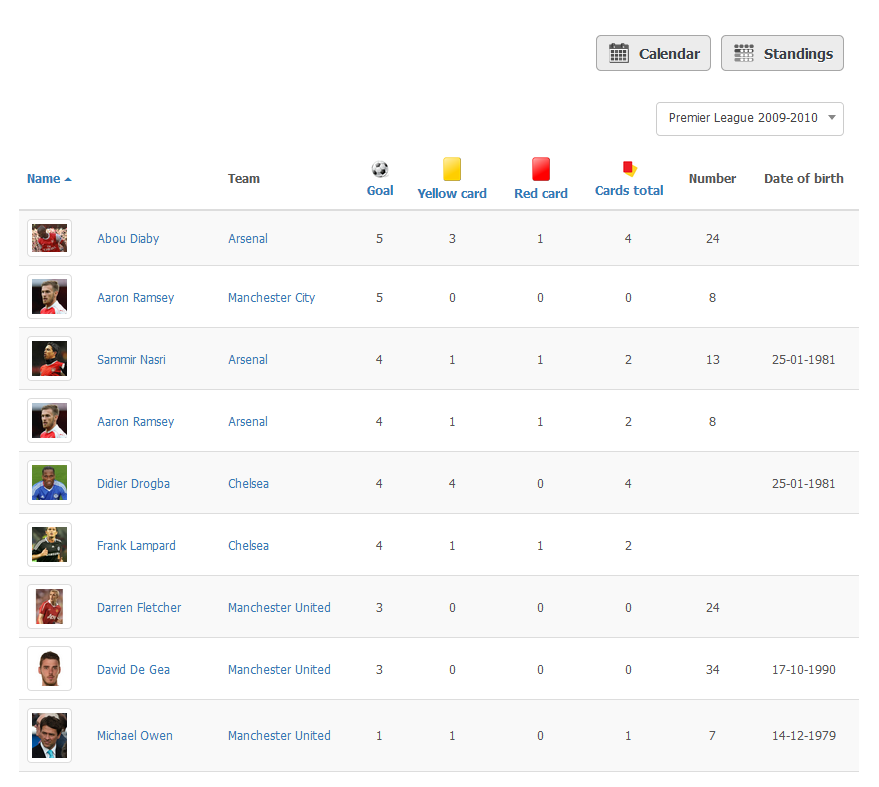 Calendar Standings
Premier League 2009-2010
Name Team Goal Yellow card Red card Cards total Number Date of birth
Abou Diaby Arsenal 5 3 1 4 24
Aaron Ramsey Manchester City 5 0 0 0 8
Sammir Nasri Arsenal 4 1 1 2 13 25-01-1981
Aaron Ramsey Arsenal 4 1 1 2 8
Didier Drogba Chelsea 4 4 0 4 25-01-1981
Frank Lampard Chelsea 4 1 1 2
Darren Fletcher Manchester United 3 0 0 0 24
David De Gea Manchester United 3 0 0 0 34 17-10-1990
Michael Owen Manchester United 1 1 0 1 7 14-12-1979